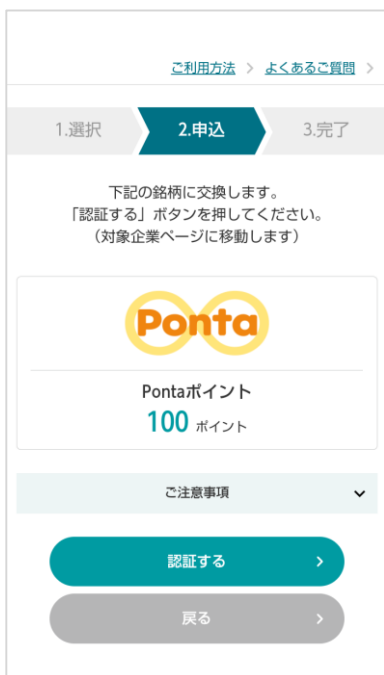 ご利用方法 > よくあるご質問 >
1.選択 2.申込 3.完了
下記の銘柄に交換します。
「認証する」ボタンを押してください。
（対象企業ページに移動します）
Ponta
Pontaポイント
100 ポイント
ご注意事項
認証する
戻る